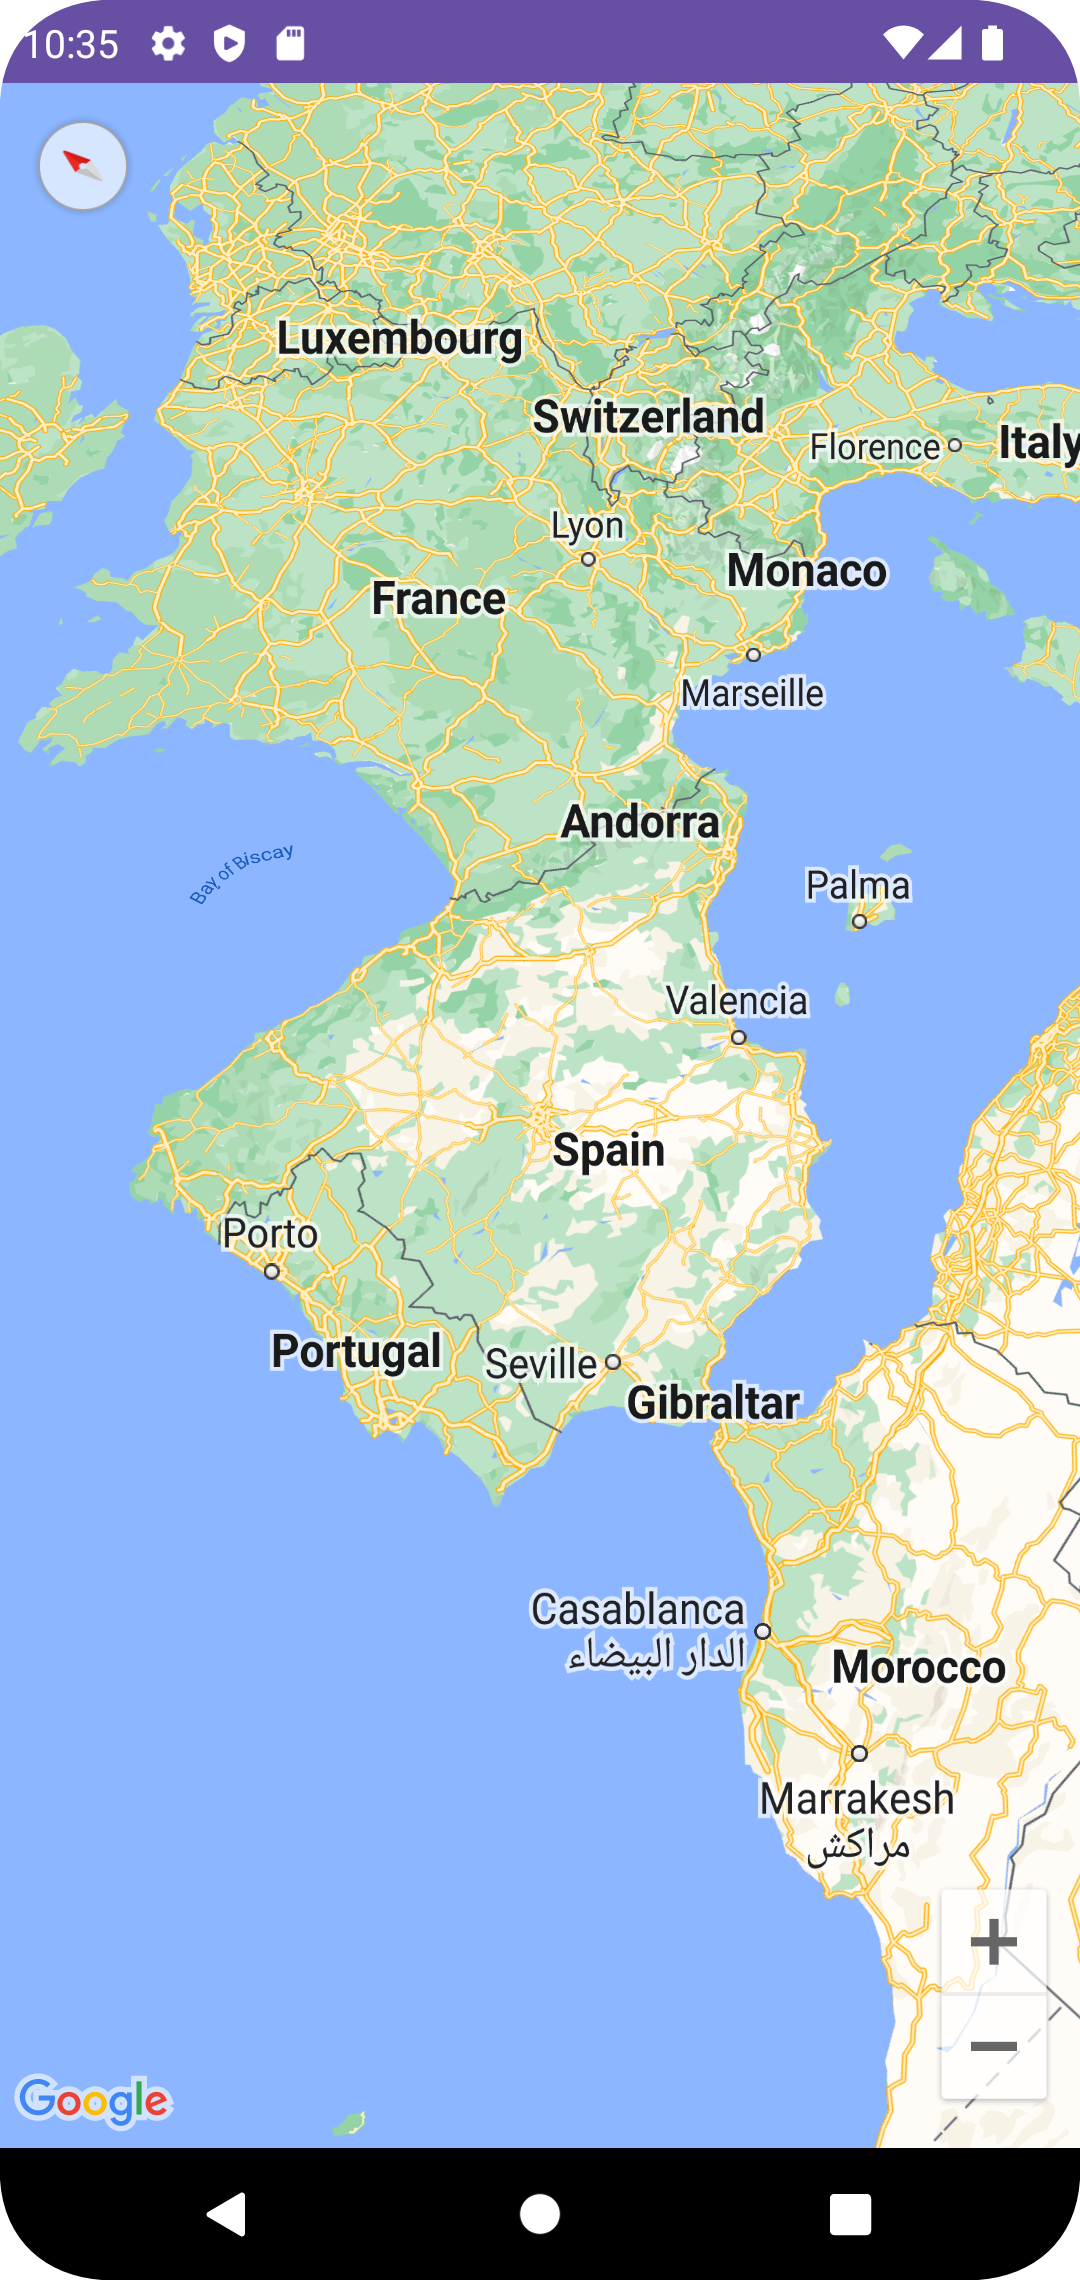 10:35
Luxembourg
Switzerland
Florence
Italy
Lyon
Monaco
France
Marseille
Andorra
Bay of Biscay
Palma
Valencia
Spain
Porto
Portugal
Seville
Gibraltar
Casablanca
الدار البيضاء
Morocco
Marrakesh
مراكش
+
−
Google